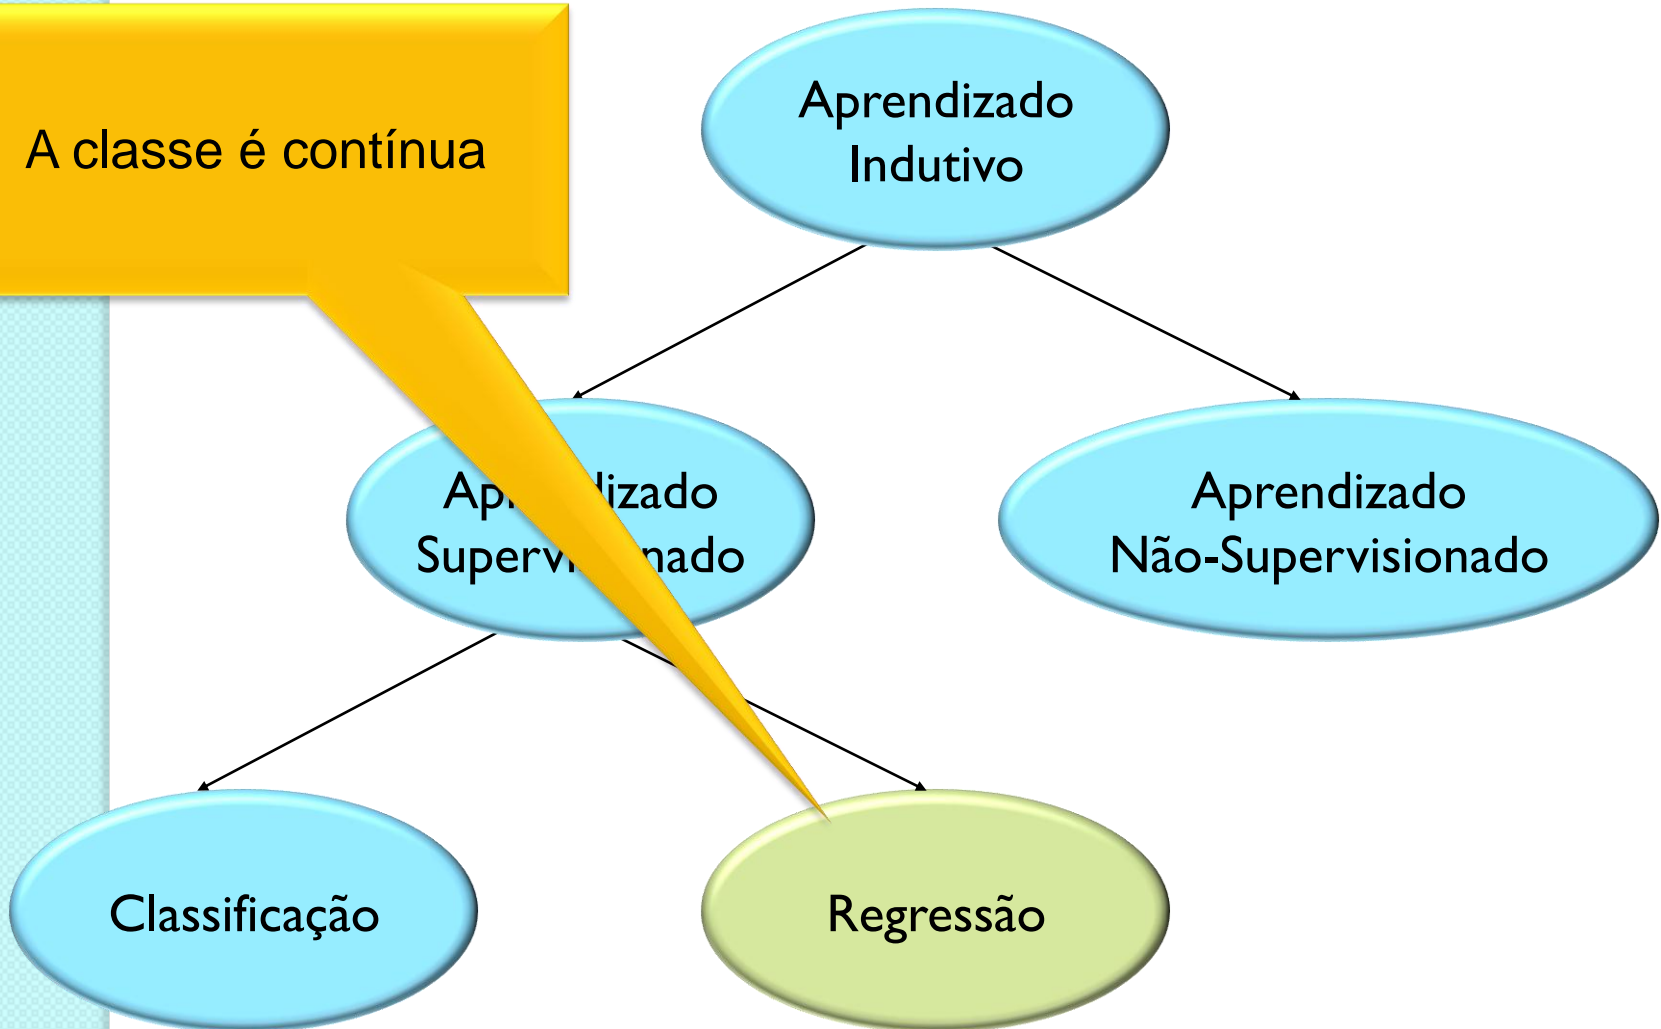 A classe é contínua
Aprendizado
Indutivo
Aprendizado
Não-Supervisionado
Classificação
Regressão